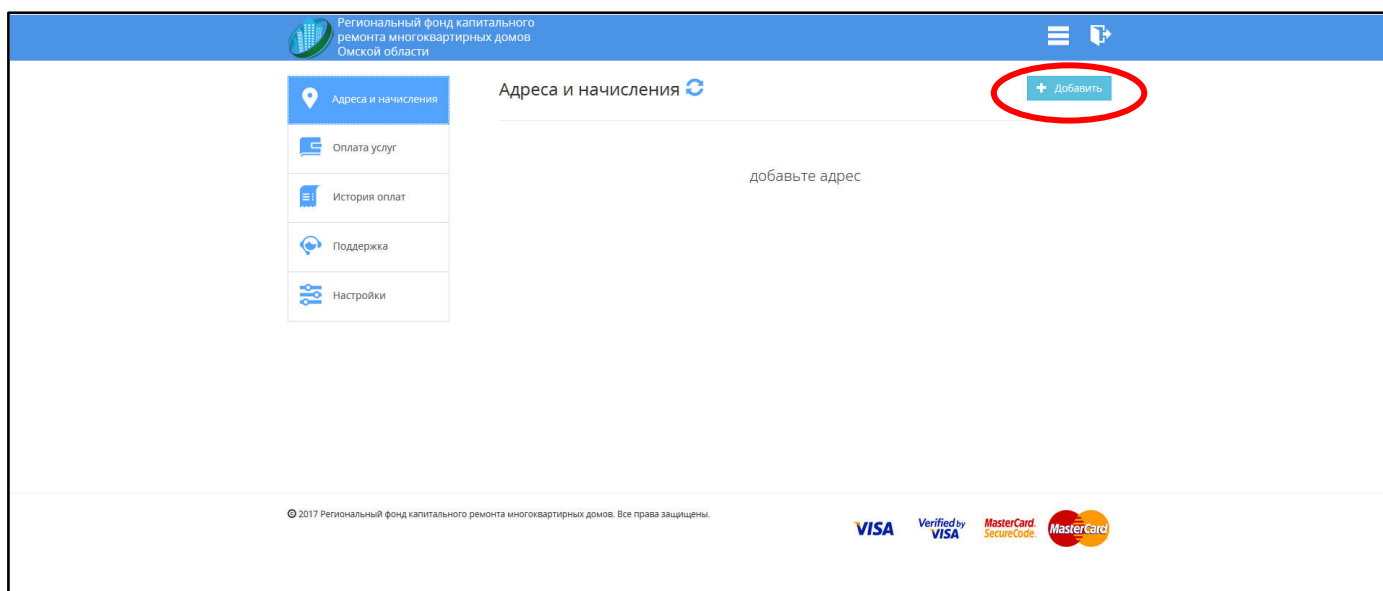 Региональный фонд капитального
ремонта многоквартирных домов
Омской области
Адреса и начисления
Оплата услуг
История оплат
Поддержка
Настройки
Адреса и начисления
+ Добавить
добавьте адрес
© 2017 Региональный фонд капитального ремонта многоквартирных домов. Все права защищены.
VISA
Verified by
VISA
MasterCard.
SecureCode.
MasterCard